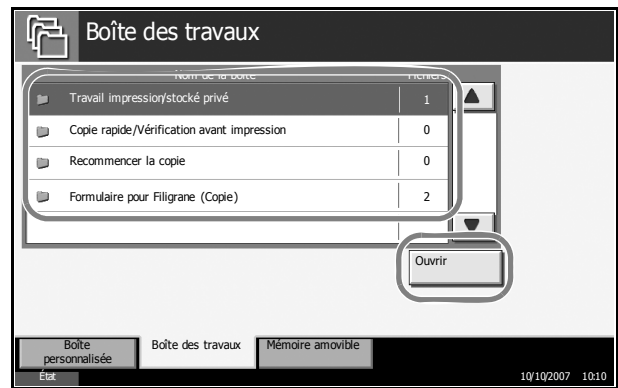 Boîte des travaux
Nom de la boîte Fichiers
Travail impression/stocké privé 1
Copie rapide/Vérification avant impression 0
Recommencer la copie 0
Formulaire pour Filigrane (Copie) 2
Ouvrir
Boîte personnalisée
Boîte des travaux
Mémoire amovible
État
10/10/2007 10:10